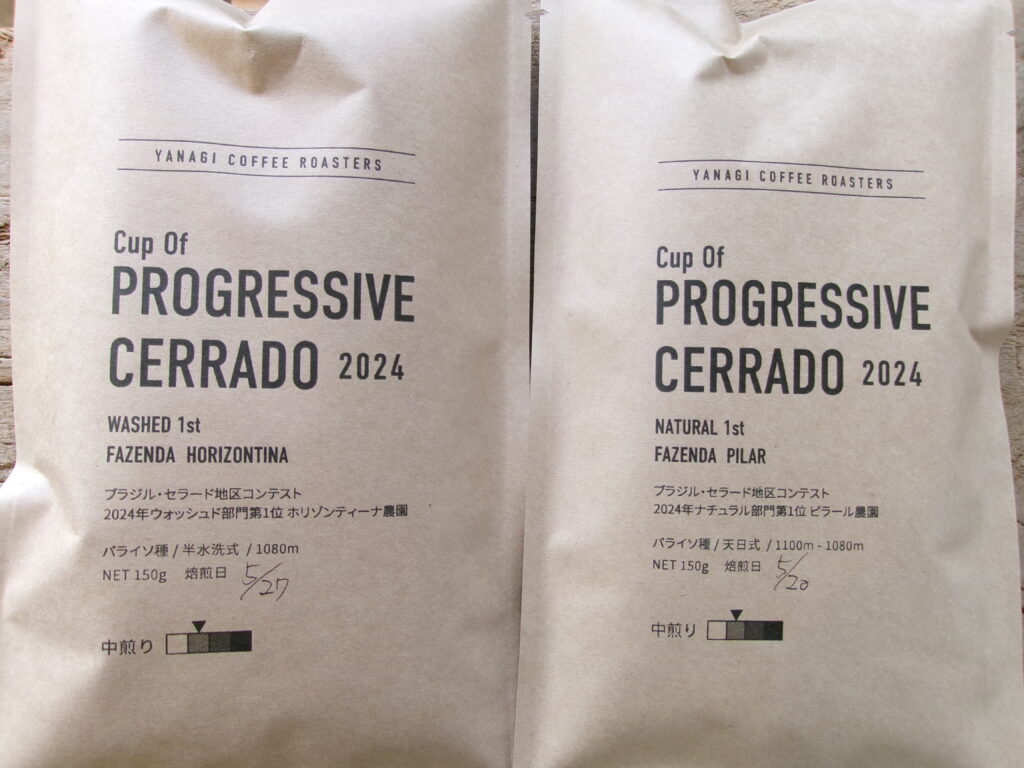 YANAGI COFFEE ROASTERS
Cup Of
PROGRESSIVE
CERRADO 2024
WASHED 1st
FAZENDA HORIZONTINA
ブラジル・セラード地区コンテスト
2024年ウォッシュド部門第1位 ホリゾンティーナ農園
パライソ種 / 半水洗式 / 1080m
NET 150g 焙煎日 5/27
中煎り
YANAGI COFFEE ROASTERS
Cup Of
PROGRESSIVE
CERRADO 2024
NATURAL 1st
FAZENDA PILAR
ブラジル・セラード地区コンテスト
2024年ナチュラル部門第1位 ピラール農園
パライソ種 / 天日式 / 1100m - 1080m
NET 150g 焙煎日 5/20
中煎り